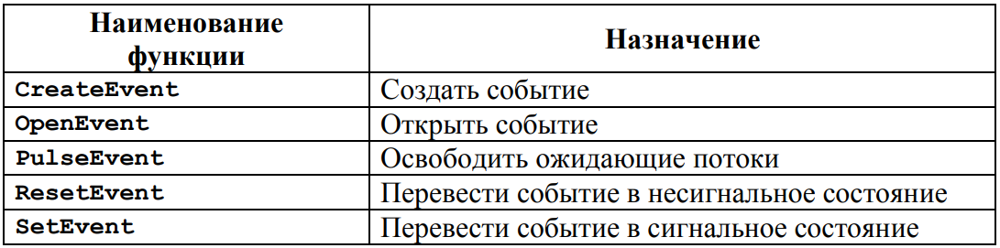 Наименование
функции
Назначение
CreateEvent Создать событие
OpenEvent Открыть событие
PulseEvent Освободить ожидающие потоки
ResetEvent Перевести событие в несигнальное состояние
SetEvent Перевести событие в сигнальное состояние